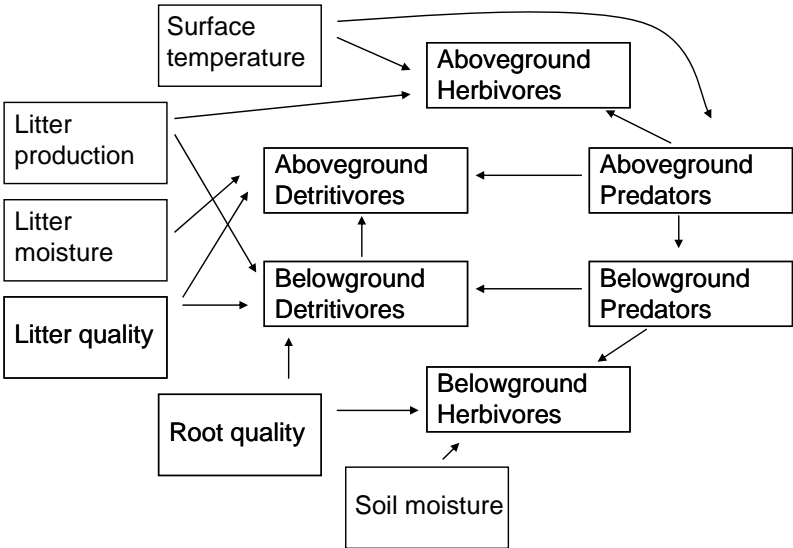 Surface
temperature
Aboveground
Herbivores
Litter
production
Aboveground
Detritivores
Aboveground
Predators
Litter
moisture
Belowground
Detritivores
Belowground
Predators
Litter quality
Belowground
Herbivores
Root quality
Soil moisture